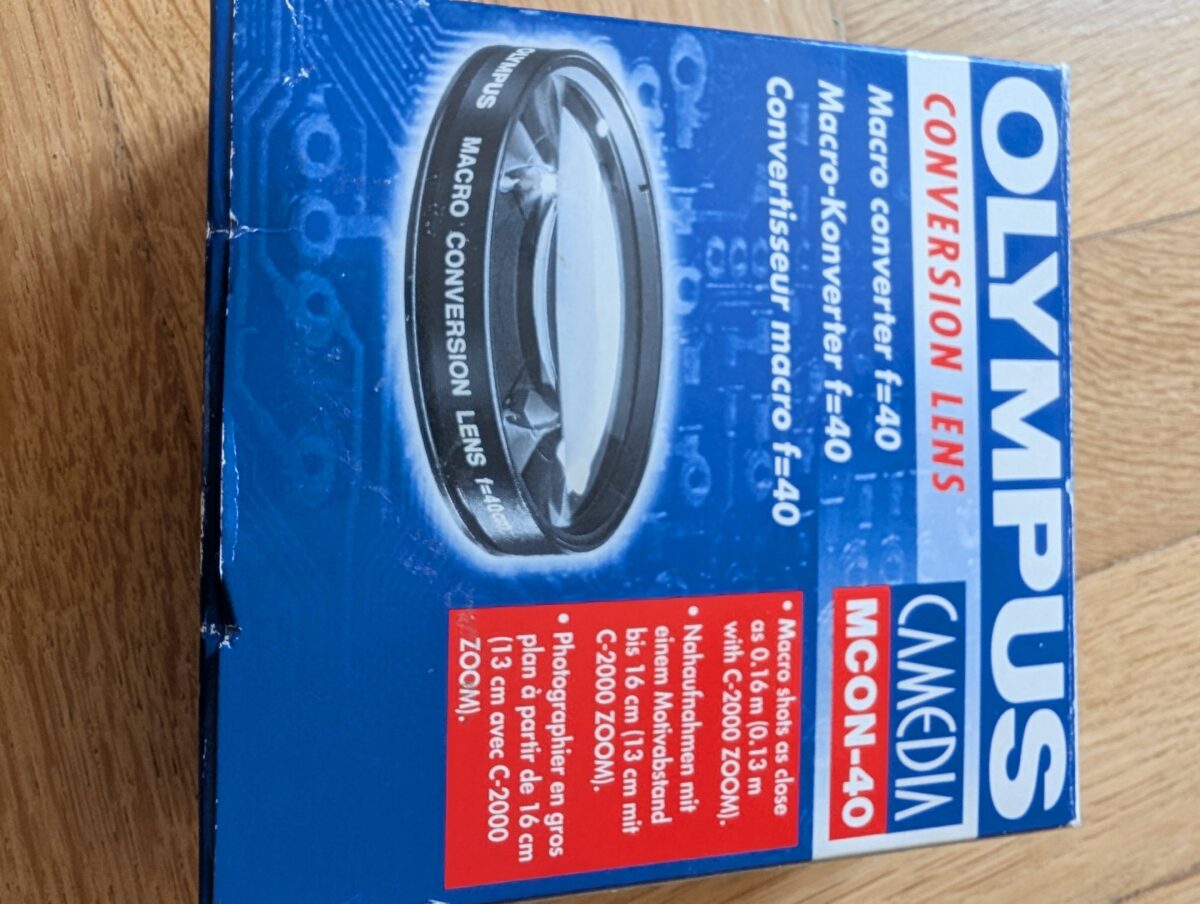 OLYMPUS
CONVERSION LENS
CAMEDIA
MCON-40
Macro converter f=40
Macro-Konverter f=40
Convertisseur macro f=40
OLYMPUS MACRO CONVERSION LENS f=40cm
• Macro shots as close
as 0.16 m (0.13 m
with C-2000 ZOOM).
• Nahaufnahmen mit
einem Motivabstand
bis 16 cm (13 cm mit
C-2000 ZOOM).
• Photographier en gros
plan à partir de 16 cm
(13 cm avec C-2000
ZOOM).